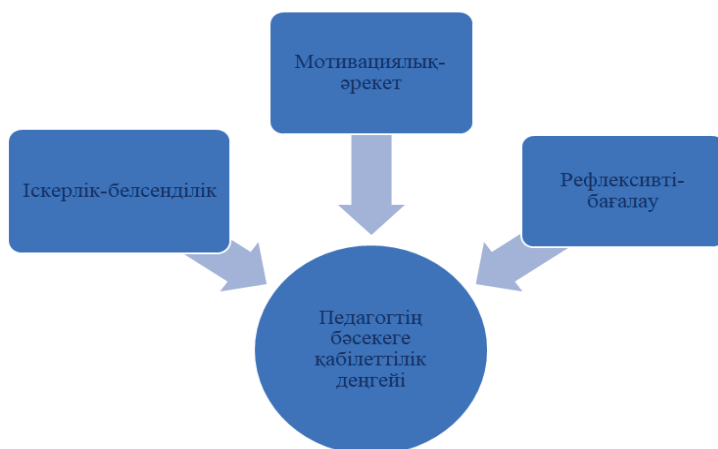 Мотивациялық-
әрекет
Іскерлік-белсенділік
Рефлексивті-
бағалау
Педагогтің
бәсекеге
қабілеттілік
деңгейі